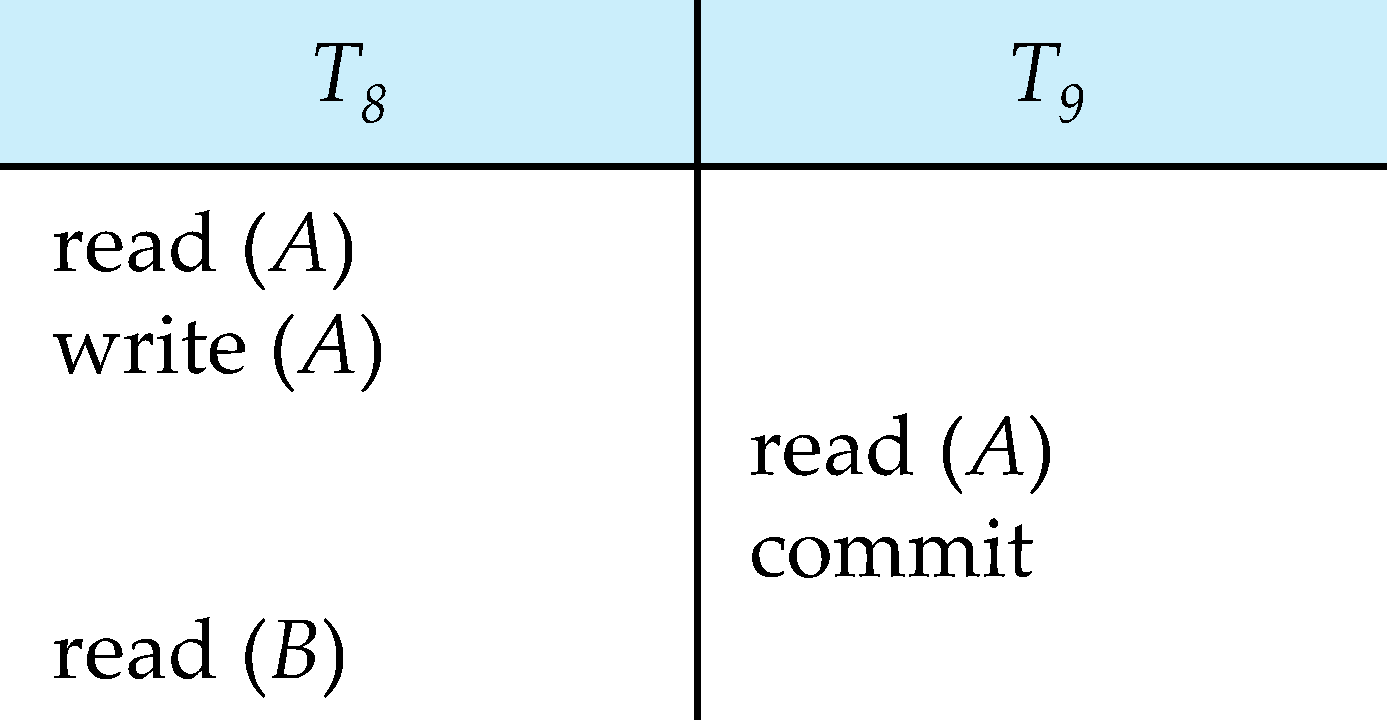 T8 T9
read (A)
write (A)
read (A)
commit
read (B)